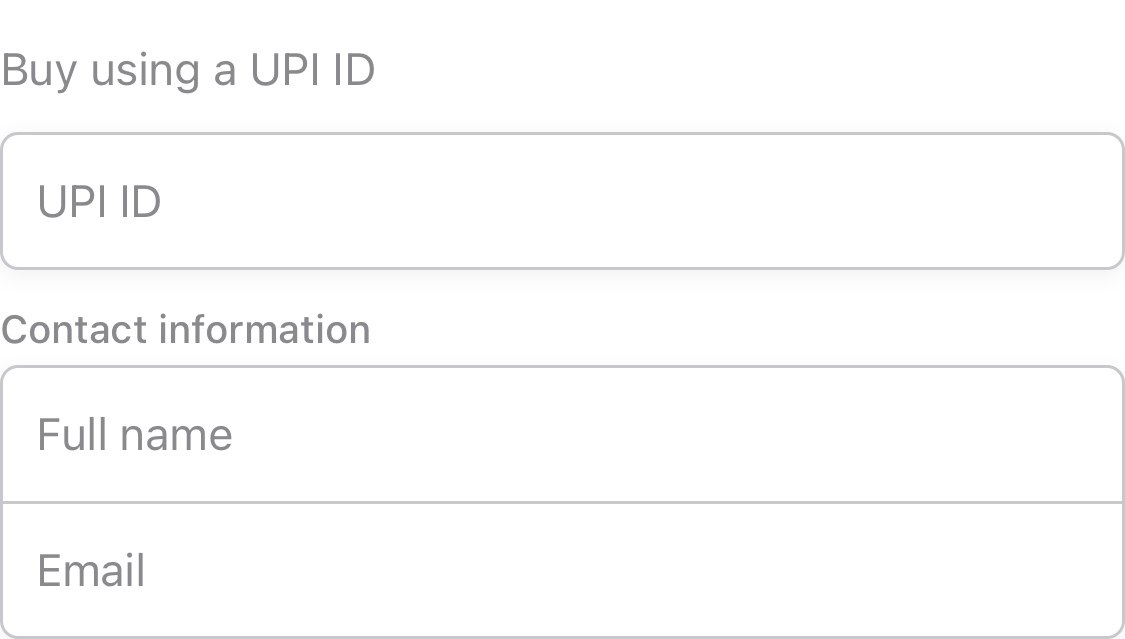 Buy using a UPI ID
UPI ID
Contact information
Full name
Email